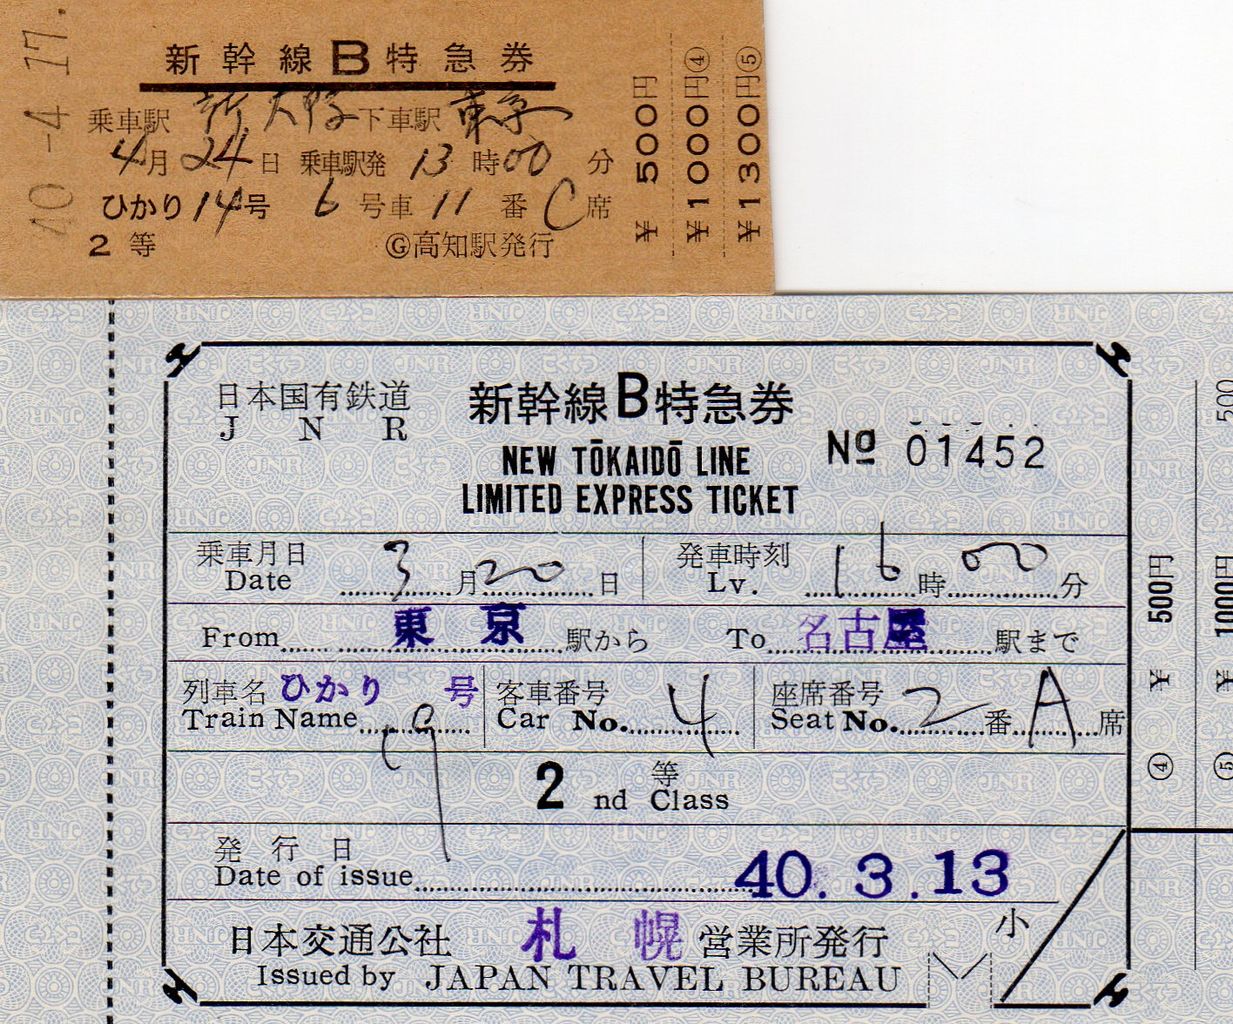 40-4.17.
新幹線B特急券
乗車駅 新大阪 下車駅 東京
4月24日 乗車駅発 13時00分
ひかり14号 6号車 11番 C席
2等 Ⓖ高知駅発行
¥500円
¥1000円④
¥1300円⑤
日本国有鉄道 新幹線B特急券
J N R
NEW TŌKAIDŌ LINE
LIMITED EXPRESS TICKET
№ 01452
乗車月日 3月20日 発車時刻 16時00分
Date Lv.
From 東京 駅から To 名古屋 駅まで
列車名 ひかり 号 客車番号 座席番号
Train Name 19 Car No. 4 Seat No. 2番 A席
2 等
nd Class
発行日
Date of issue 40.3.13
日本交通公社 札幌 営業所発行 小
Issued by JAPAN TRAVEL BUREAU
④ ¥ 500円
⑤ ¥ 1000円
500